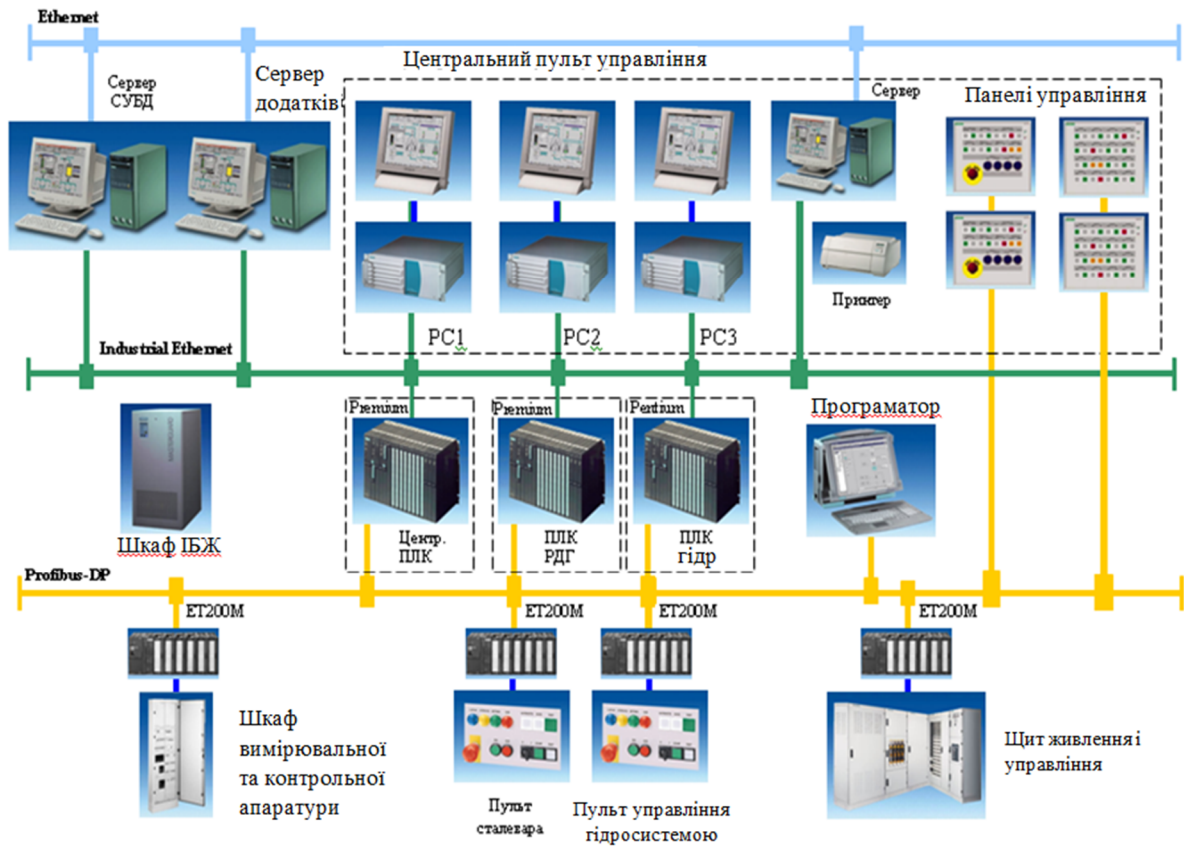 Ethernet
Центральний пульт управління
Сервер
СУБД
Сервер
додатків
Сервер
Панелі управління
Принтер
РС1
РС2
РС3
Industrial Ethernet
Premium
Premium
Pentium
Програматор
Центр.
ПЛК
ПЛК
РДГ
ПЛК
гідр
Шкаф ІБЖ
Profibus-DP
ET200M
ET200M
ET200M
ET200M
Шкаф
вимірювальної
та контрольної
апаратури
Пульт
сталевара
Пульт управління
гідросистемою
Щит живлення і
управління